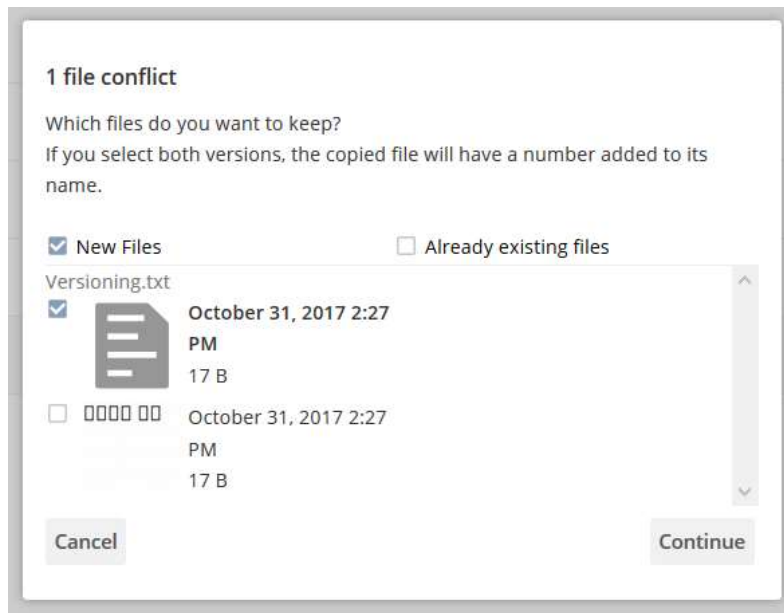 1 file conflict
Which files do you want to keep?
If you select both versions, the copied file will have a number added to its
name.
New Files
Already existing files
Versioning.txt
October 31, 2017 2:27
PM
17 B
October 31, 2017 2:27
PM
17 B
Cancel
Continue